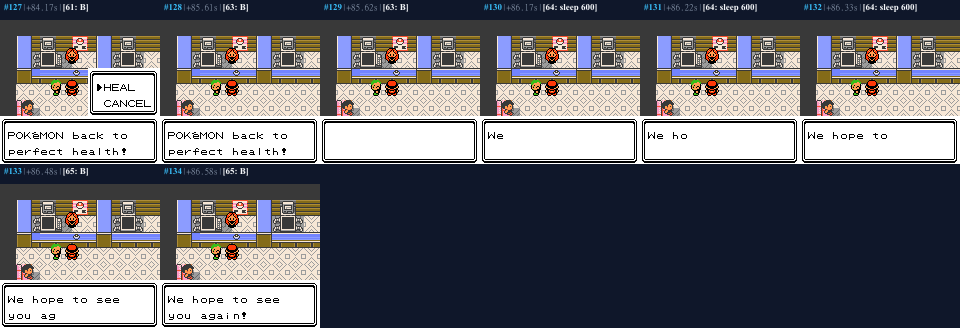 #127|+84.17s|[61: B]
HEAL
CANCEL
POKéMON back to
perfect health!
#128|+85.61s|[63: B]
POKéMON back to
perfect health!
#129|+85.62s|[63: B]
#130|+86.17s|[64: sleep 600]
We
#131|+86.22s|[64: sleep 600]
We ho
#132|+86.33s|[64: sleep 600]
We hope to
#133|+86.48s|[65: B]
We hope to see
you ag
#134|+86.58s|[65: B]
We hope to see
you again!